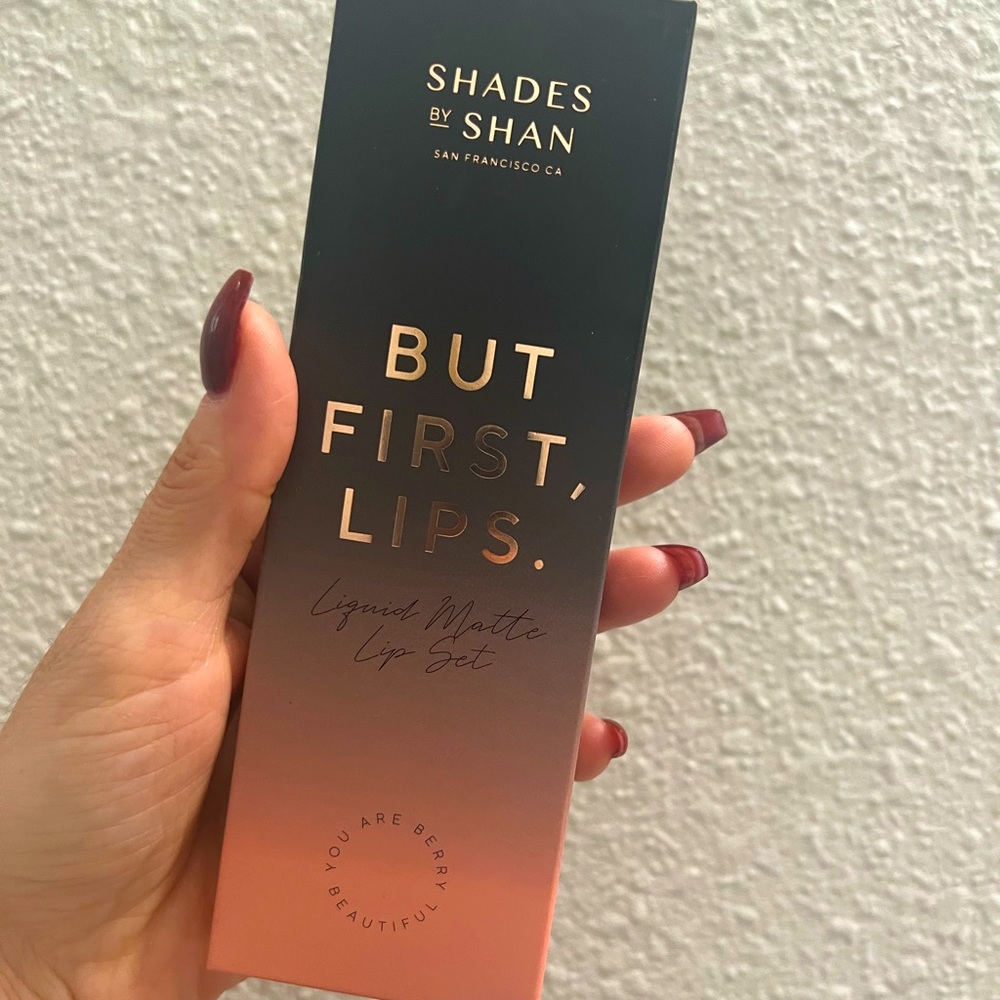 SHADES
BY SHAN
SAN FRANCISCO CA
BUT
FIRST,
LIPS.
Liquid Matte
Lip Set
YOU ARE BERRY BEAUTIFUL